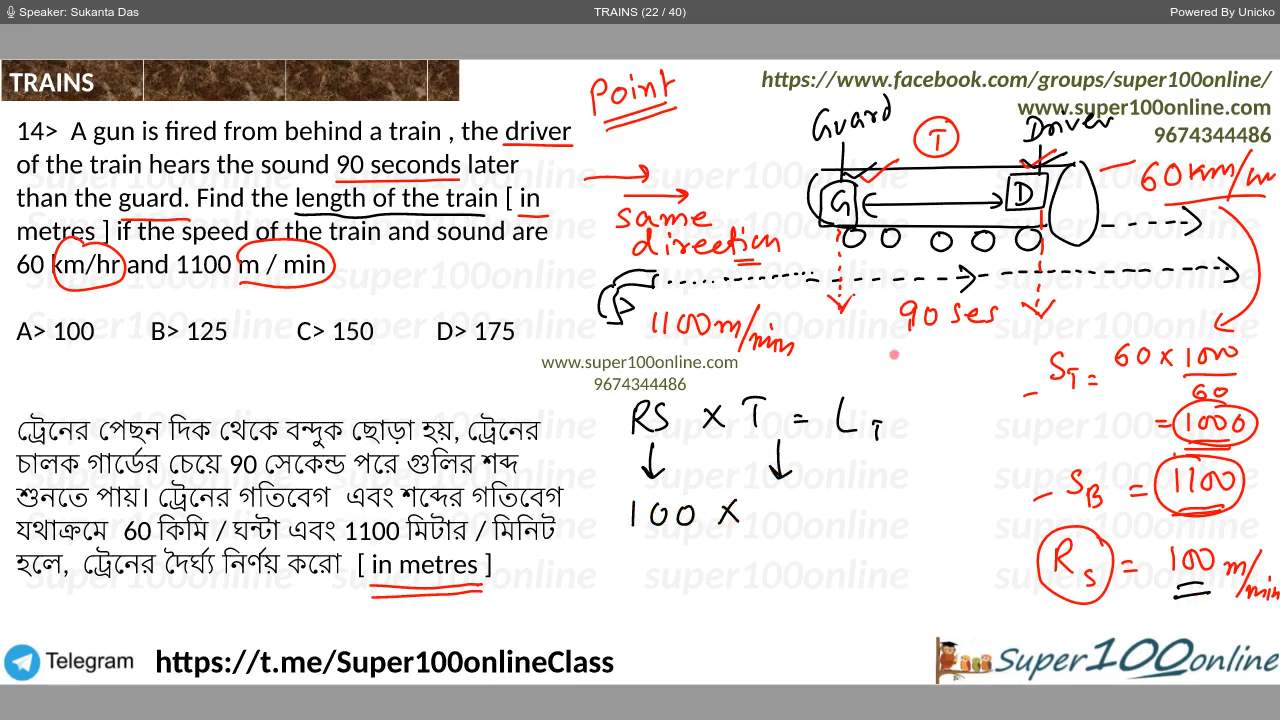 Speaker: Sukanta Das
TRAINS (22 / 40)
Powered By Unicko
TRAINS
https://www.facebook.com/groups/super100online/
www.super100online.com
9674344486
14> A gun is fired from behind a train , the driver
of the train hears the sound 90 seconds later
than the guard. Find the length of the train [ in
metres ] if the speed of the train and sound are
60 km/hr and 1100 m / min
A> 100 B> 125 C> 150 D> 175
www.super100online.com
9674344486
ট্রেনের পেছন দিক থেকে বন্দুক ছোড়া হয়, ট্রেনের
চালক গার্ডের চেয়ে 90 সেকেন্ড পরে গুলির শব্দ
শুনতে পায়। ট্রেনের গতিবেগ এবং শব্দের গতিবেগ
যথাক্রমে 60 কিমি / ঘন্টা এবং 1100 মিটার / মিনিট
হলে, ট্রেনের দৈর্ঘ্য নির্ণয় করো [ in metres ]
Point
Guard
T
Driver
G
D
60 km/hr
same
direction
1100 m/min
90 ses
S_T = 60 × 1000/60
= 1000
S_B = 1100
R_S = 100 m/min
RS × T = L_T
100 ×
Telegram
https://t.me/Super100onlineClass
Super100online